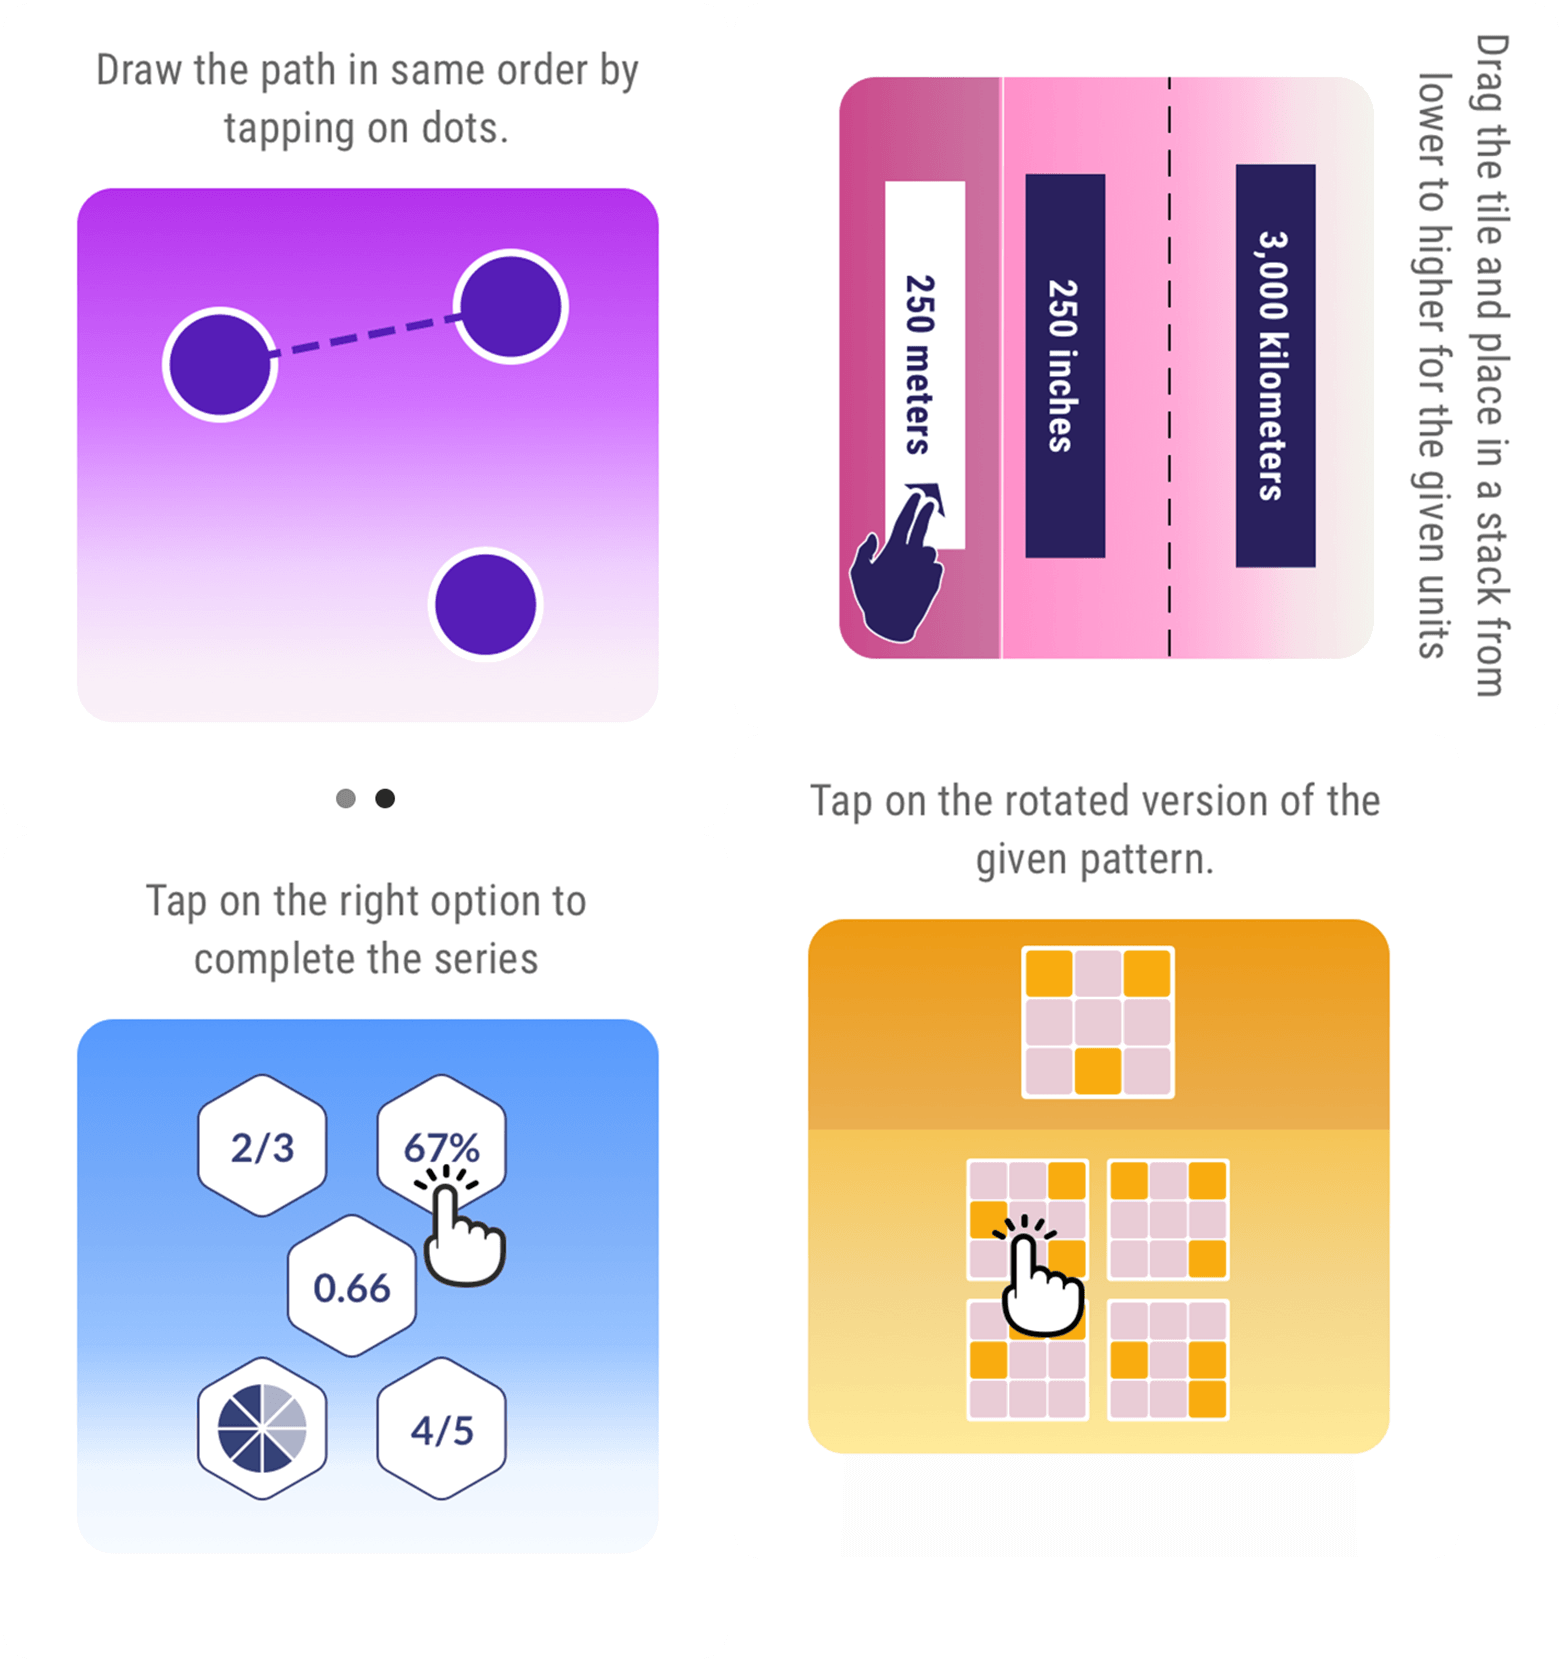 Draw the path in same order by
tapping on dots.
Drag the tile and place in a stack from
lower to higher for the given units
3,000 kilometers
250 inches
250 meters
Tap on the right option to
complete the series
2/3
67%
0.66
4/5
Tap on the rotated version of the
given pattern.